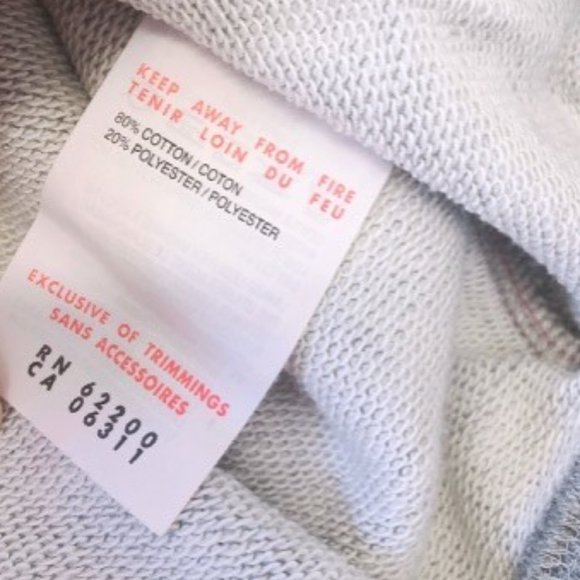 KEEP AWAY FROM FIRE
TENIR LOIN DU FEU
80% COTTON/COTON
20% POLYESTER/POLYESTER
EXCLUSIVE OF TRIMMINGS
SANS ACCESSOIRES
RN 62200
CA 06311